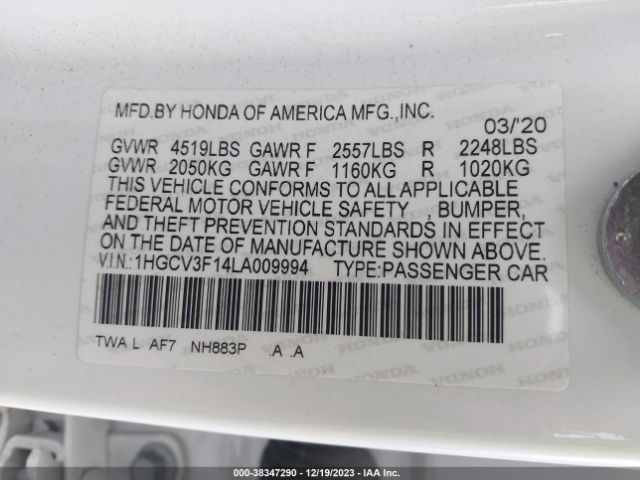 MFD.BY HONDA OF AMERICA MFG.,INC.
03/'20
GVWR 4519LBS GAWR F 2557LBS R 2248LBS
GVWR 2050KG GAWR F 1160KG R 1020KG
THIS VEHICLE CONFORMS TO ALL APPLICABLE
FEDERAL MOTOR VEHICLE SAFETY , BUMPER,
AND THEFT PREVENTION STANDARDS IN EFFECT
ON THE DATE OF MANUFACTURE SHOWN ABOVE.
V.I.N.:1HGCV3F14LA009994 TYPE:PASSENGER CAR
TWA L AF7 NH883P .A .A
000-38347290 - 12/19/2023 - IAA Inc.